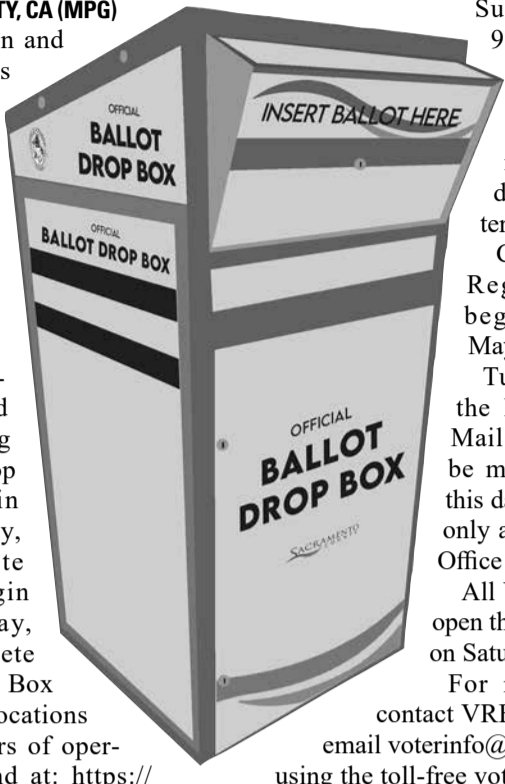 TY, CA (MPG)
n and
s
-
d
g
op
in
y,
te
gin
ay,
ete
Box
ocations
rs of oper-
nd at: https://
OFFICIAL
BALLOT
DROP BOX
OFFICIAL
BALLOT DROP BOX
INSERT BALLOT HERE
OFFICIAL
BALLOT
DROP BOX
SACRAMENTO
Su
9
d
ter
Reg
beg
May
Tu
the
Mail
be m
this da
only a
Office
All
open th
on Satu
For
contact VR
email voterinfo@
using the toll-free vot